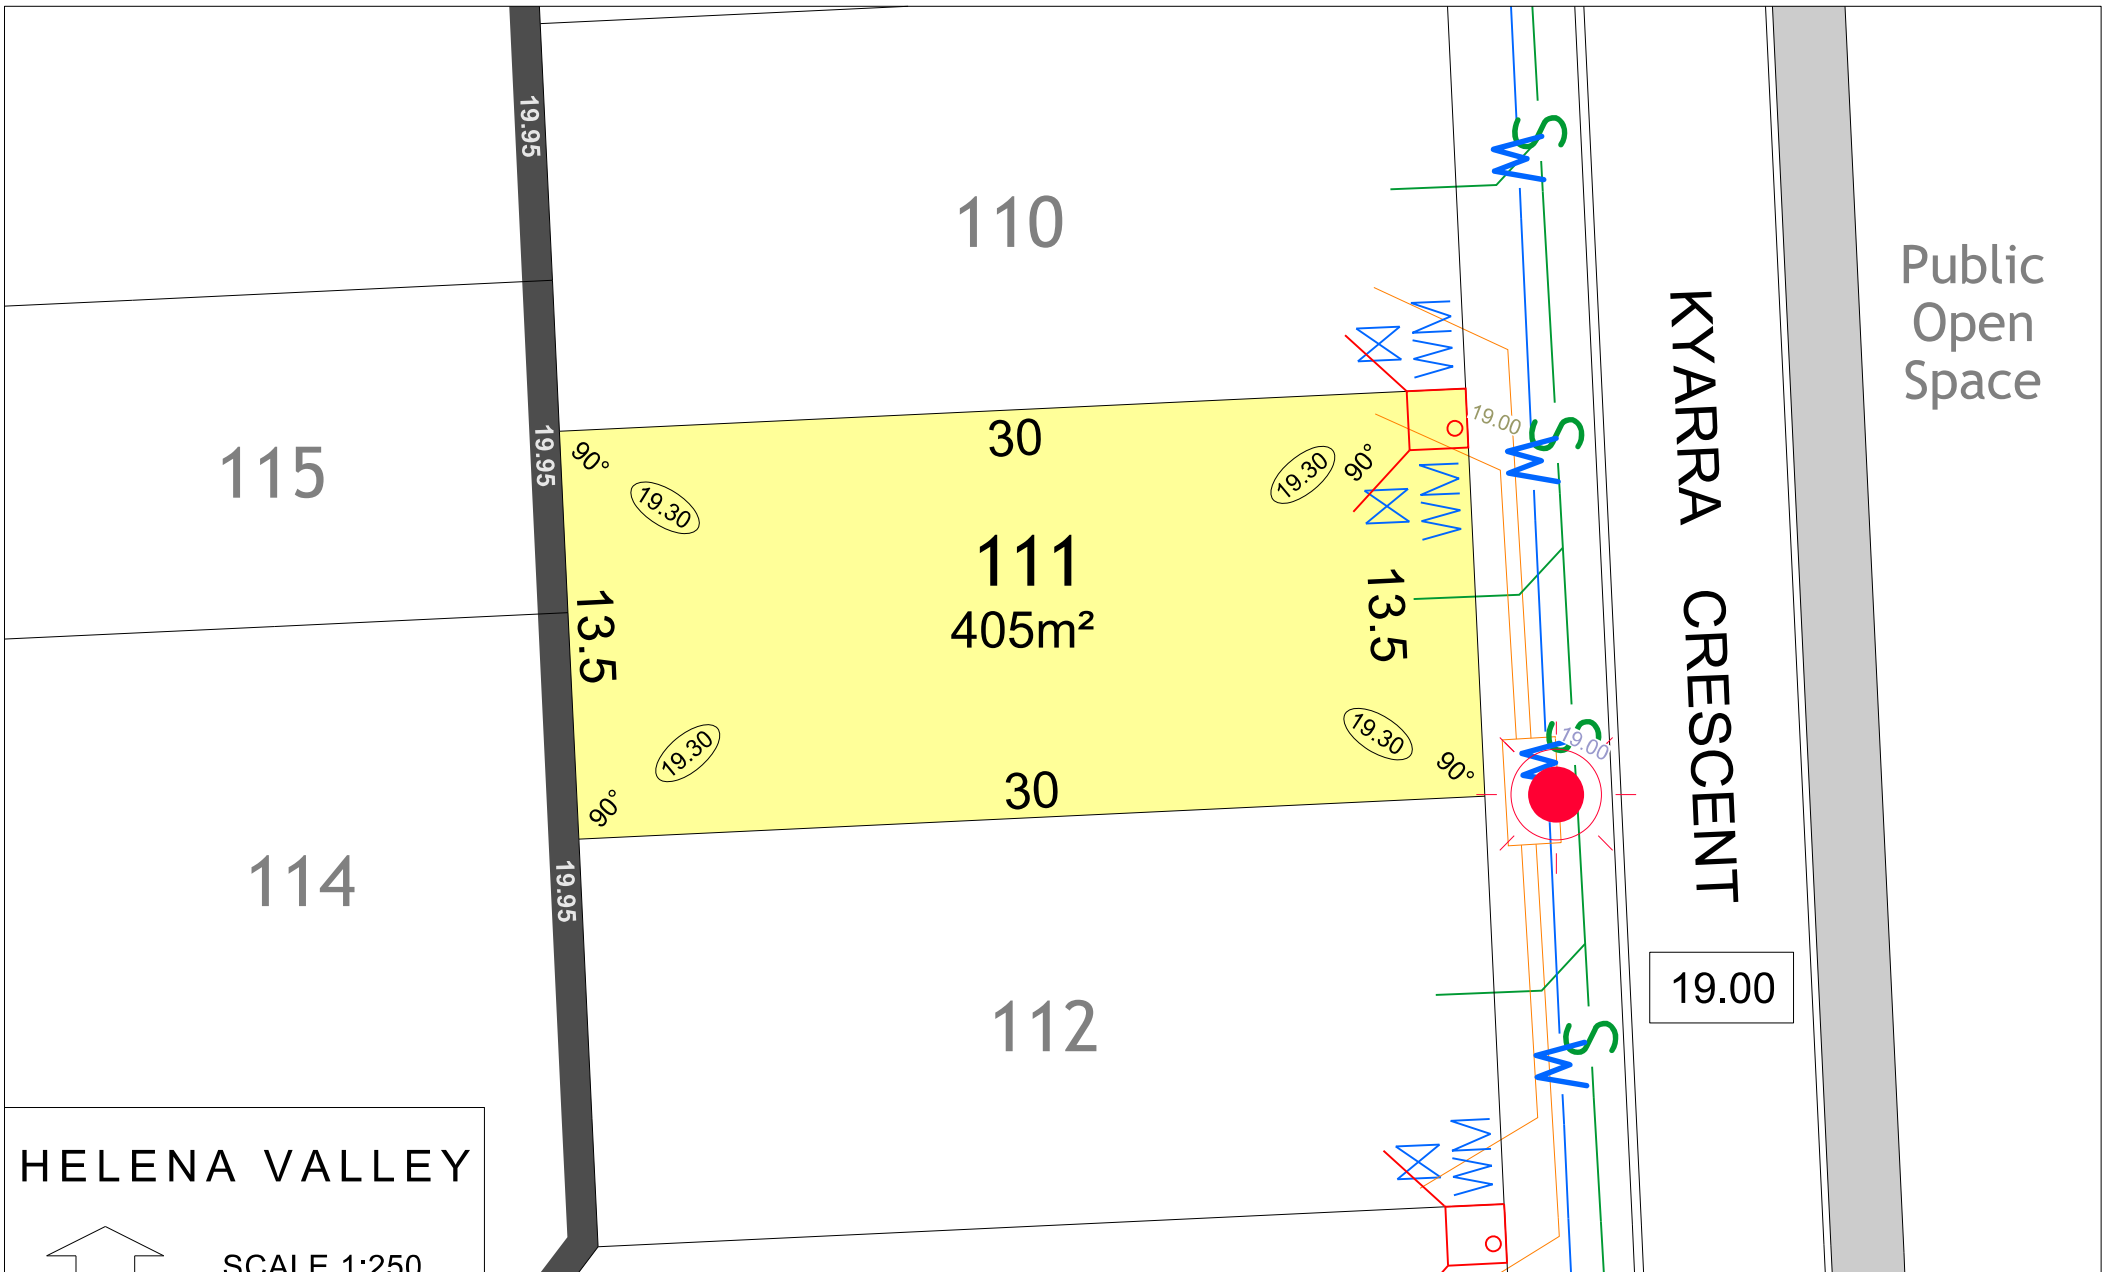 19.95
110
Public
Open
Space
S
W
KYARRA CRESCENT
115
19.95
30
90°
19.30
19.30
90°
19.00
W
W
S
W
W
W
111
405m²
13.5
13.5
19.30
19.30
90°
90°
30
S
W
19.00
114
19.95
19.00
112
S
W
W
W
HELENA VALLEY
SCALE 1:250